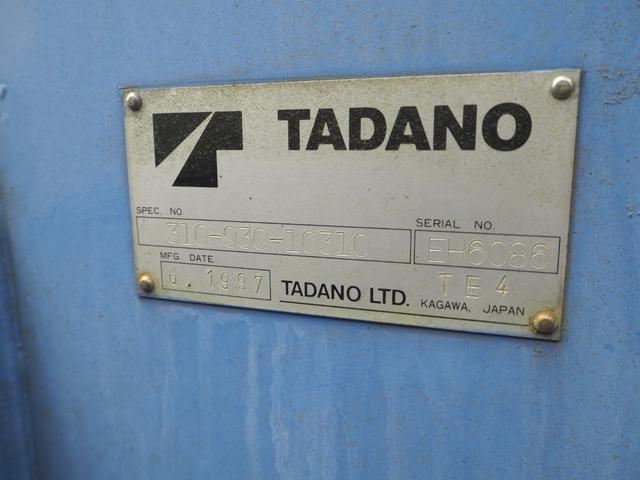 TADANO
SPEC. NO.
310-930-10310
SERIAL NO.
EH6086
MFG. DATE
6. 1997
TADANO LTD.
TE4
KAGAWA, JAPAN